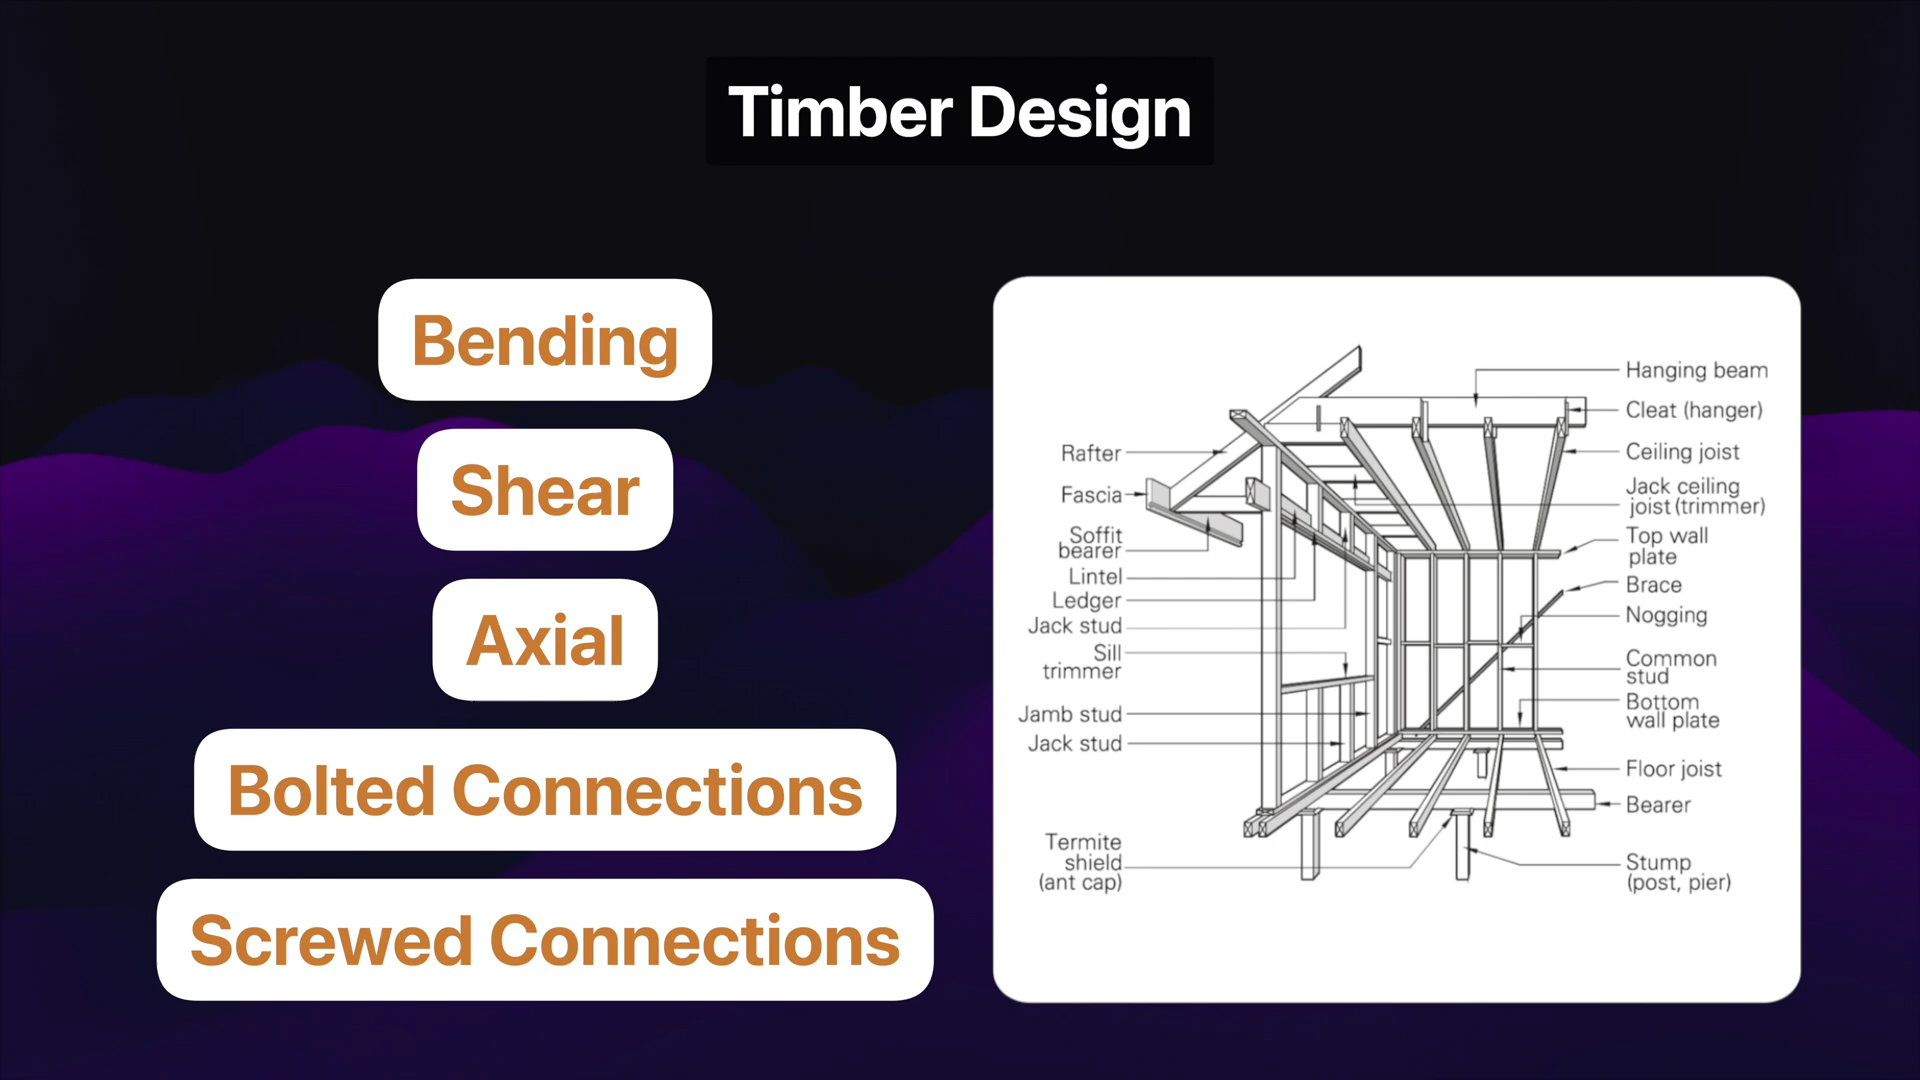 Timber Design
Bending
Shear
Axial
Bolted Connections
Screwed Connections
Rafter
Fascia
Soffit
bearer
Lintel
Ledger
Jack stud
Sill
trimmer
Jamb stud
Jack stud
Termite
shield
(ant cap)
Hanging beam
Cleat (hanger)
Ceiling joist
Jack ceiling
joist (trimmer)
Top wall
plate
Brace
Nogging
Common
stud
Bottom
wall plate
Floor joist
Bearer
Stump
(post, pier)